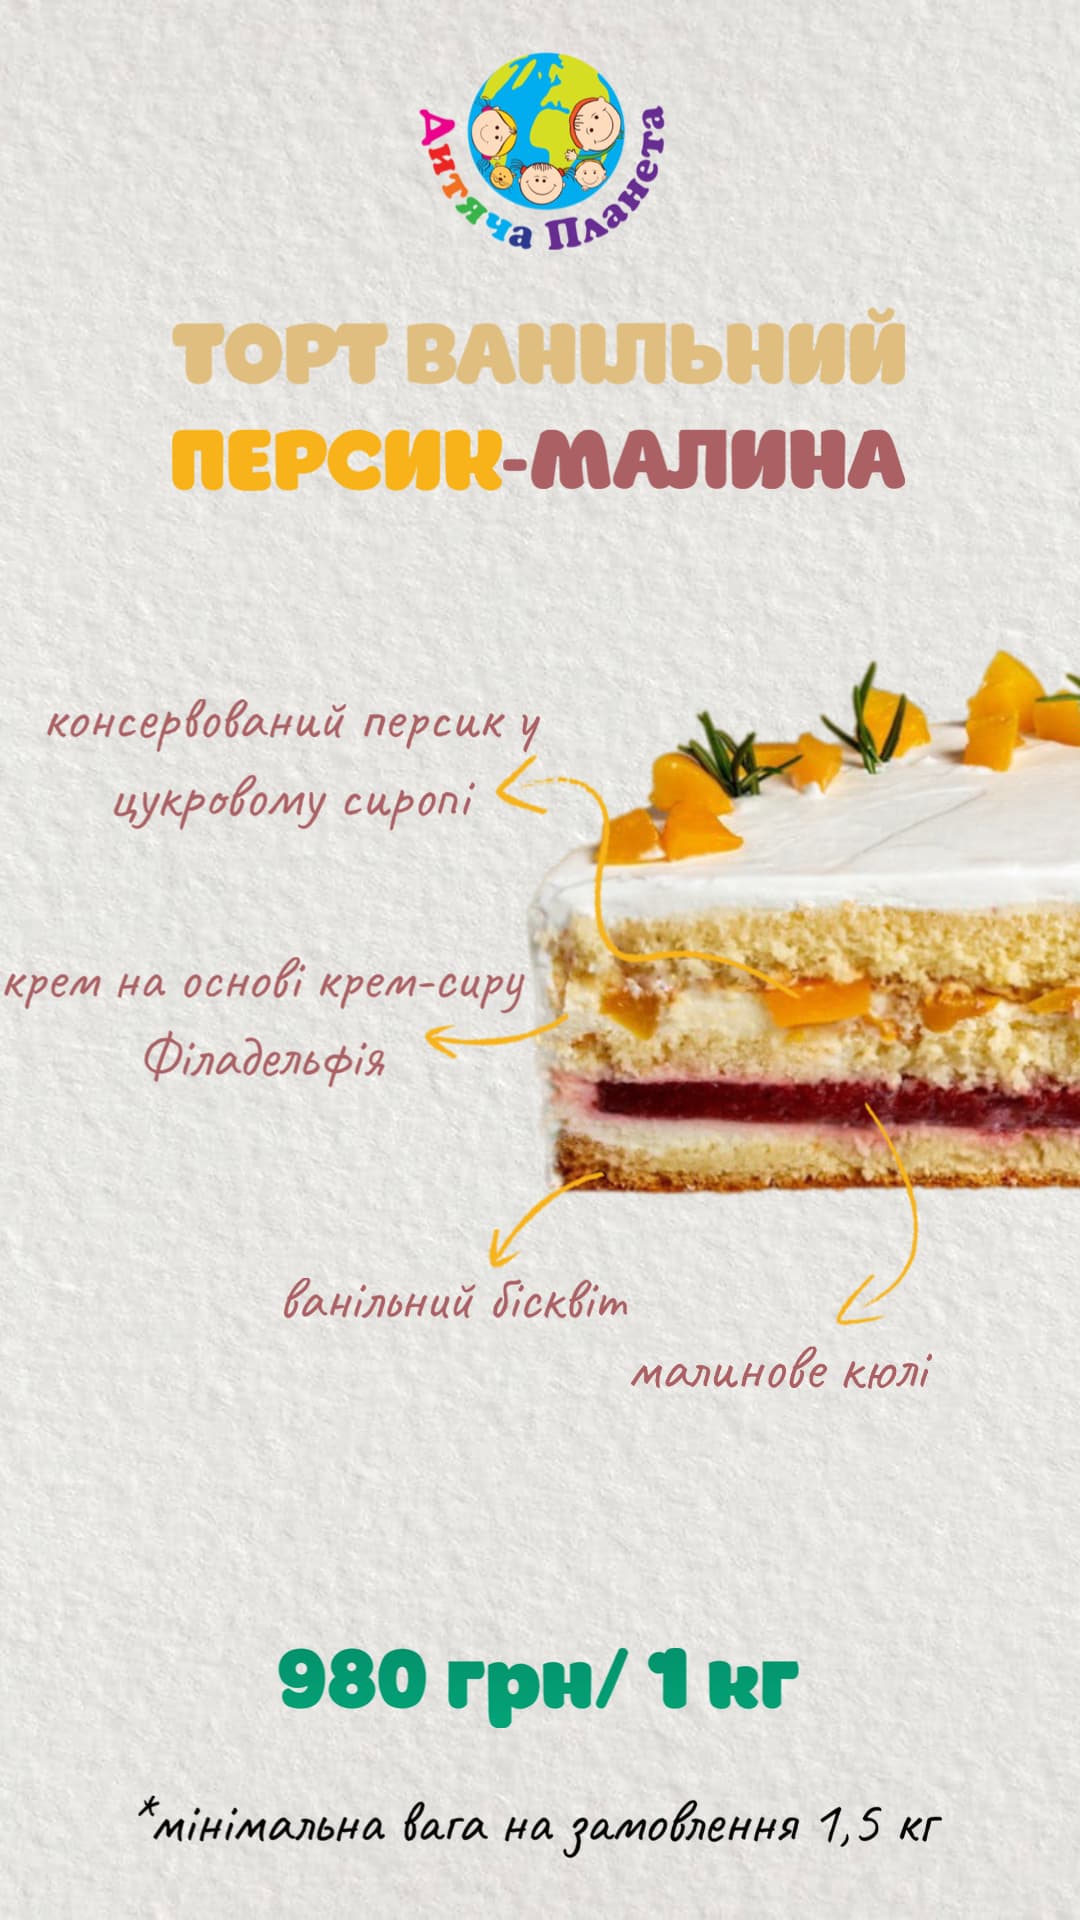 Дитяча Планета
ТОРТ ВАНІЛЬНИЙ
ПЕРСИК-МАЛИНА
консервований персик у
цукровому сиропі
крем на основі крем-сиру
Філадельфія
ванільний бісквіт
малинове кюлі
980 грн/ 1 кг
*мінімальна вага на замовлення 1,5 кг